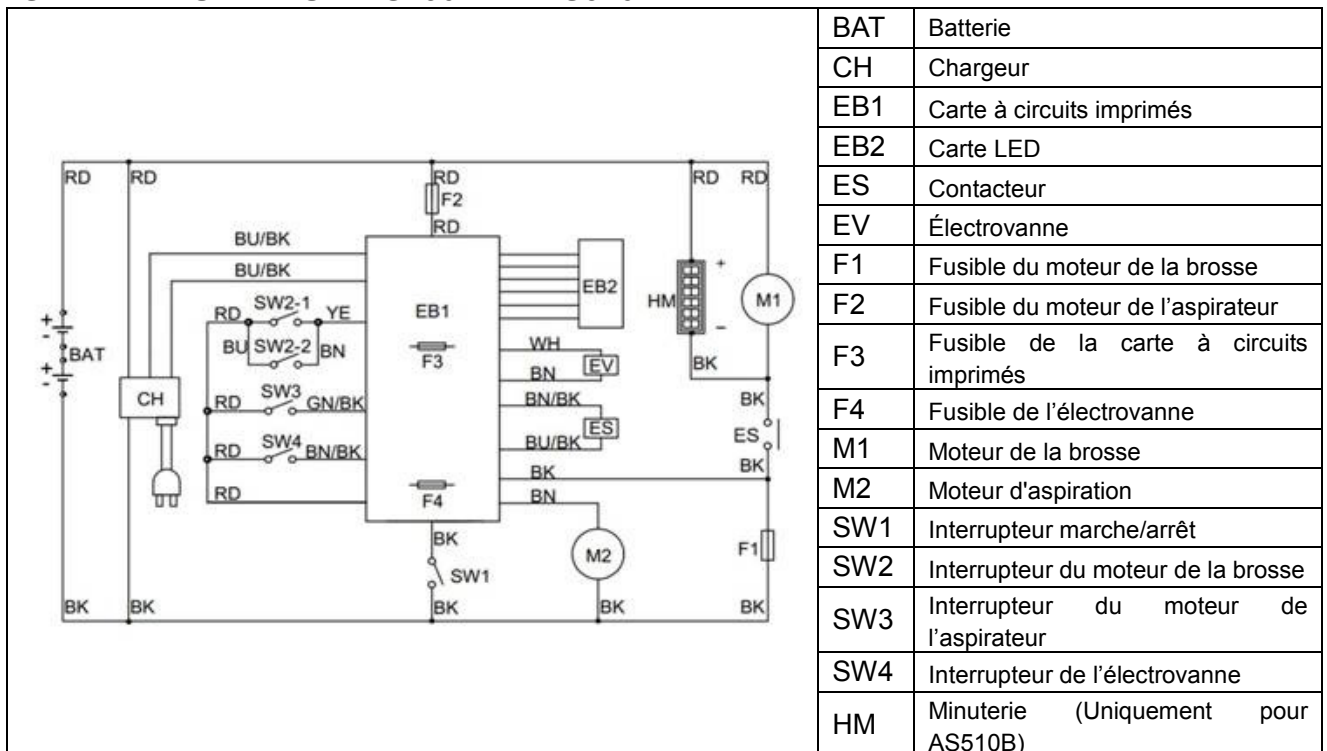 RD RD RD RD RD
F2
RD
BU/BK
BU/BK
SW2-1
RD YE
BU SW2-2 BN
SW3
RD GN/BK
SW4
RD BN/BK
RD
+
-
BAT
+
-
CH
EB1
F3
F4
EB2
WH
EV
BN
BN/BK
ES
BU/BK
BK
BN
HM
+
−
M1
BK
BK
ES
BK
F1
M2
BK
SW1
BK BK BK BK BK
BAT Batterie
CH Chargeur
EB1 Carte à circuits imprimés
EB2 Carte LED
ES Contacteur
EV Électrovanne
F1 Fusible du moteur de la brosse
F2 Fusible du moteur de l’aspirateur
F3 Fusible de la carte à circuits
imprimés
F4 Fusible de l’électrovanne
M1 Moteur de la brosse
M2 Moteur d'aspiration
SW1 Interrupteur marche/arrêt
SW2 Interrupteur du moteur de la brosse
SW3 Interrupteur du moteur de
l’aspirateur
SW4 Interrupteur de l’électrovanne
HM Minuterie (Uniquement pour
AS510B)